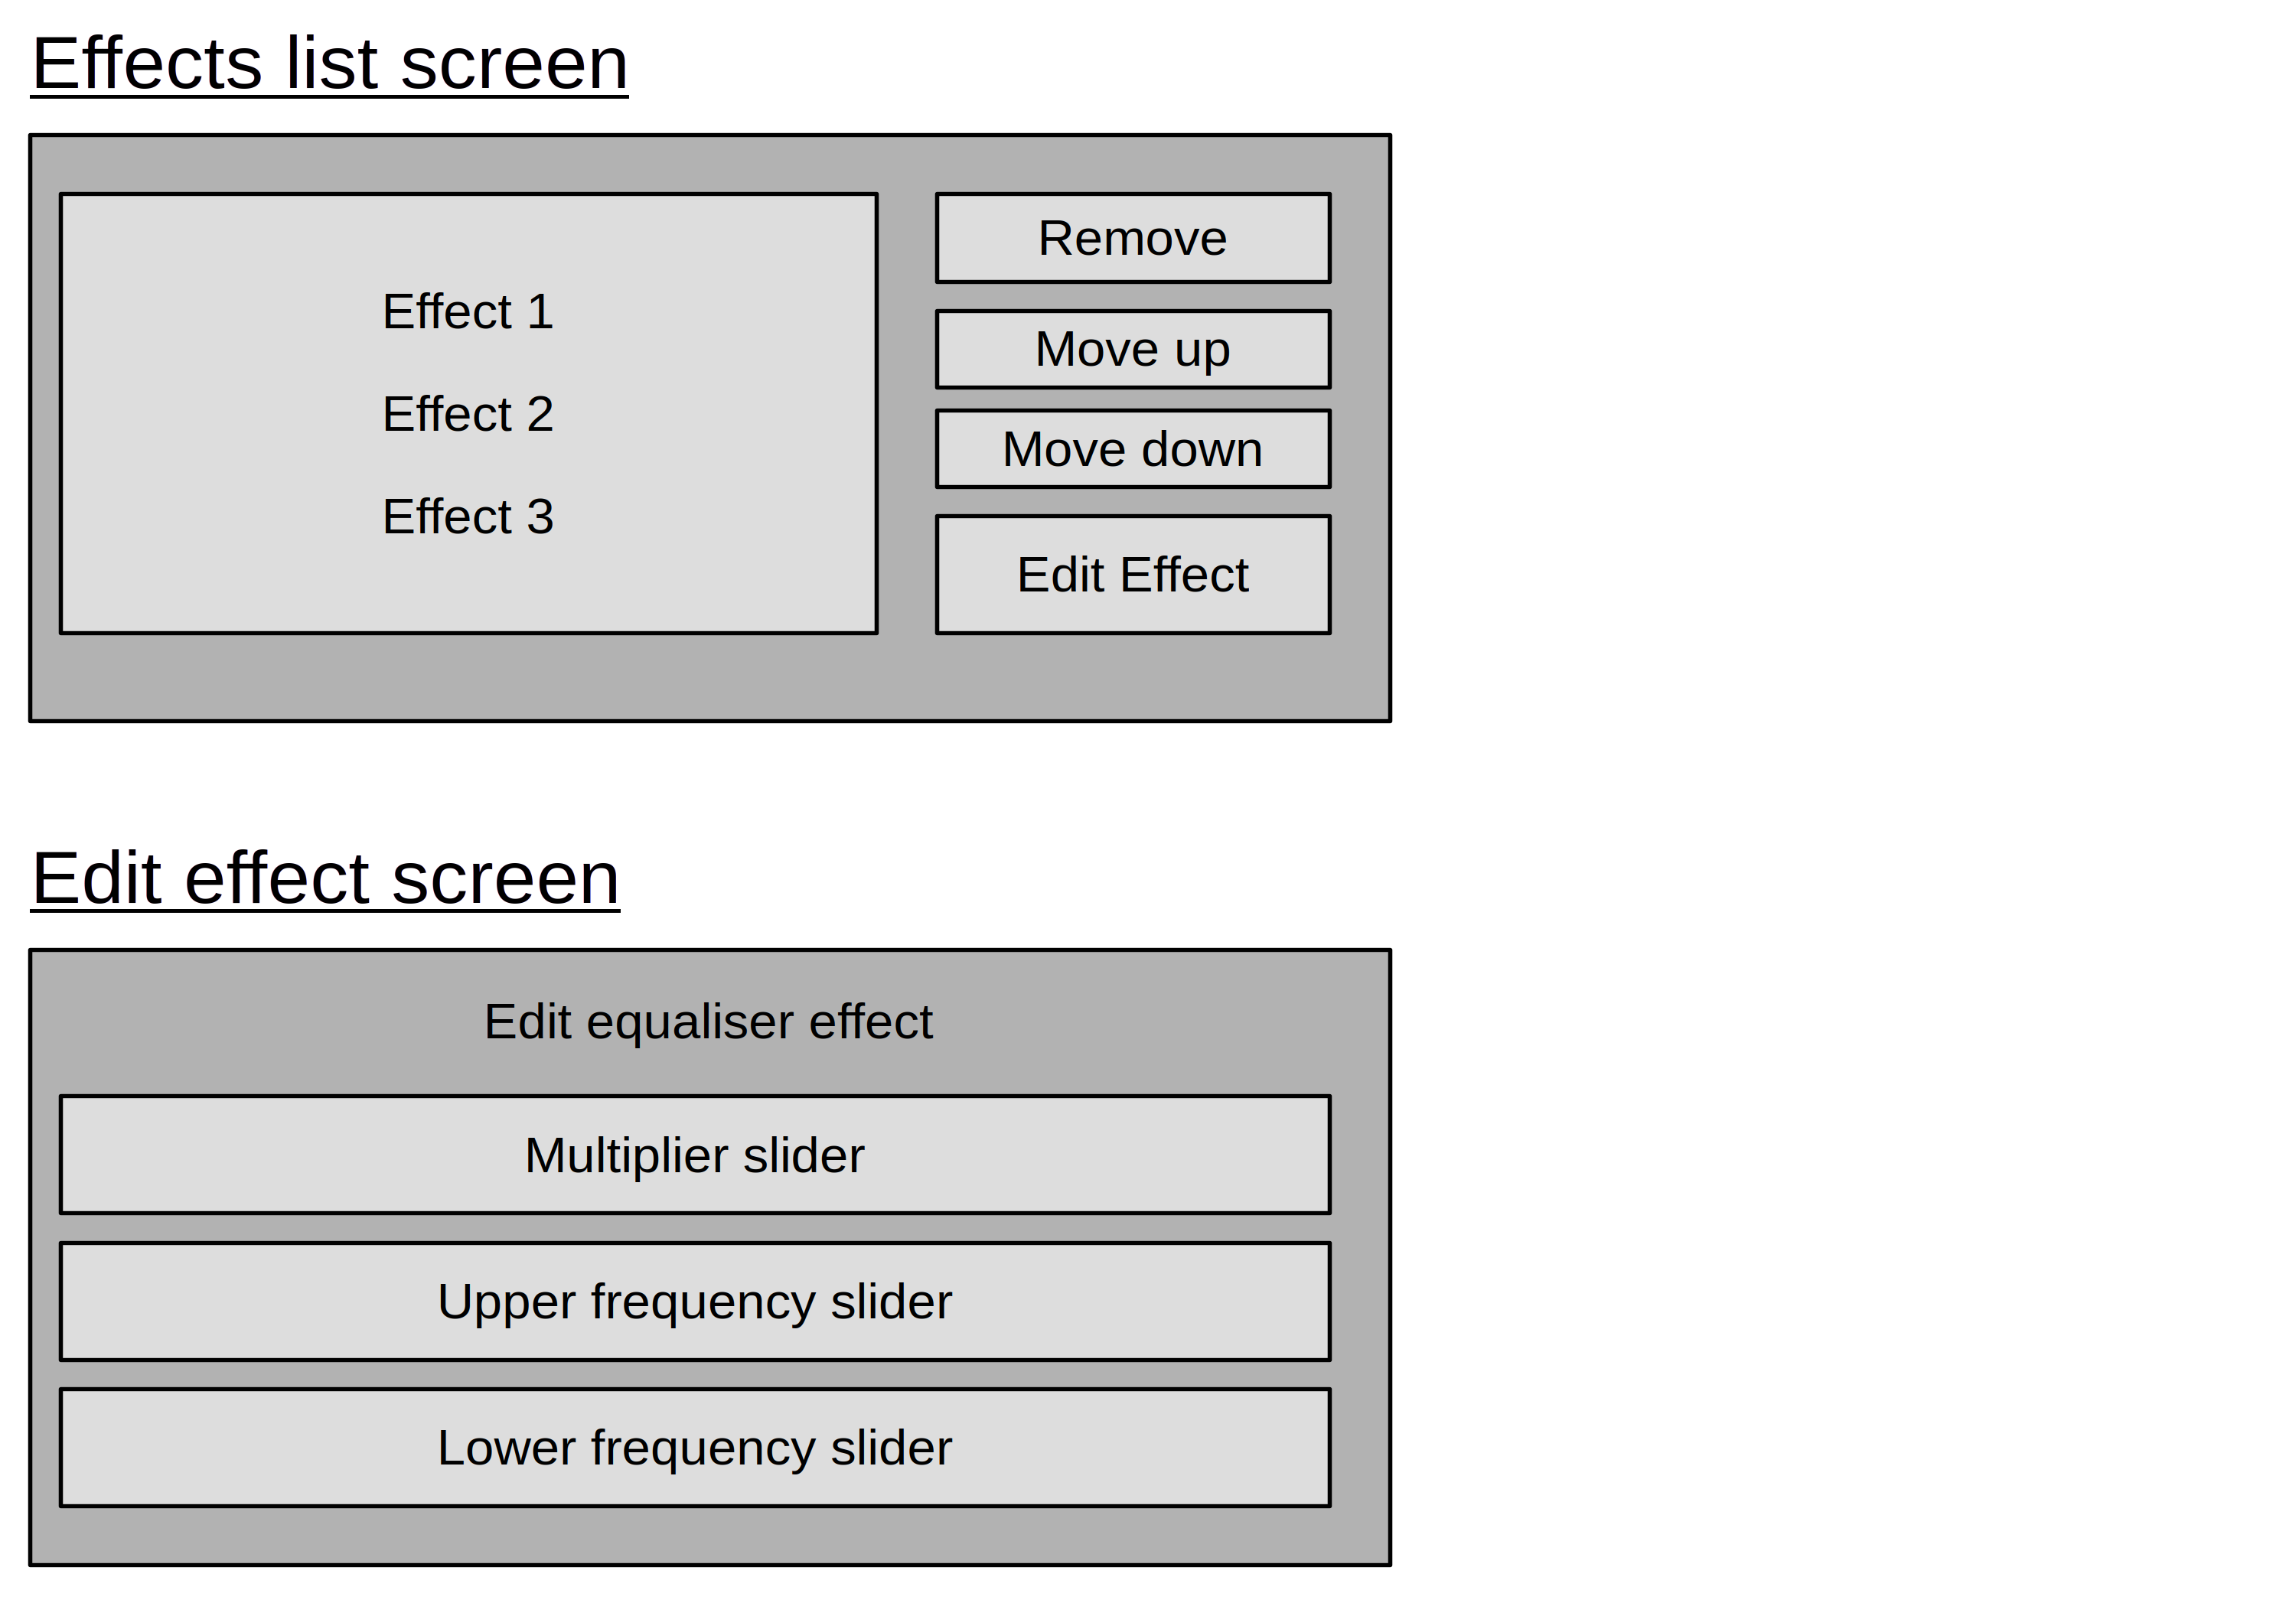 Effects list screen
Effect 1
Effect 2
Effect 3
Remove
Move up
Move down
Edit Effect
Edit effect screen
Edit equaliser effect
Multiplier slider
Upper frequency slider
Lower frequency slider